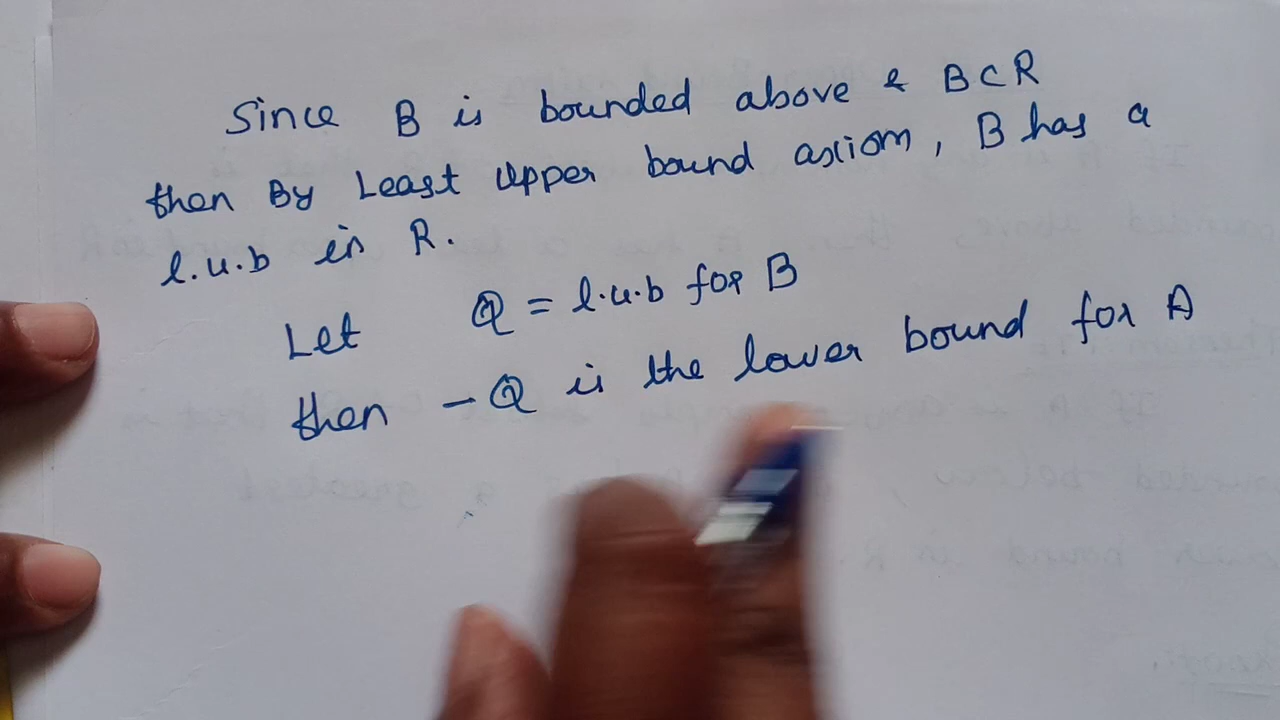 Since B is bounded above & B ⊂ R
then By Least Upper bound axiom, B has a
l.u.b in R.
Let Q = l.u.b for B
then - Q is the lower bound for A